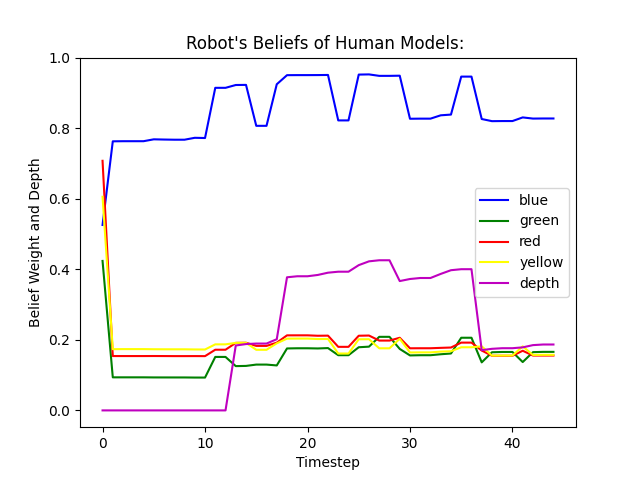 Robot's Beliefs of Human Models:
1.0
0.8
0.6
0.4
0.2
0.0
Belief Weight and Depth
blue
green
red
yellow
depth
0
10
20
30
40
Timestep